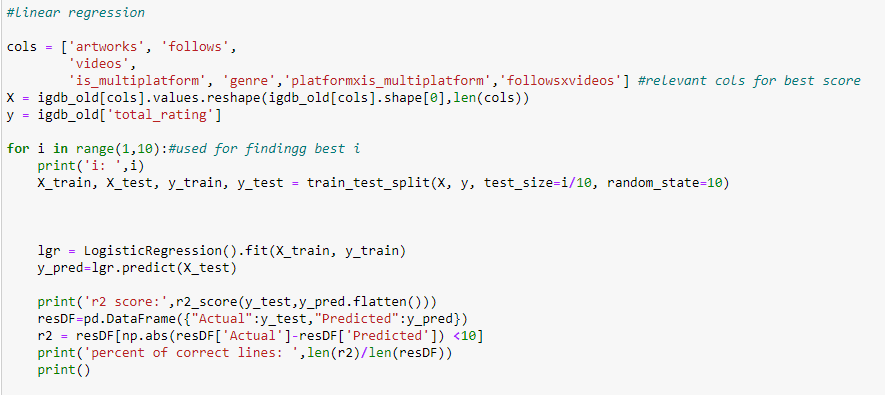 #linear regression
cols = ['artworks', 'follows',
'videos',
'is_multiplatform', 'genre','platformxis_multiplatform','followsxvideos'] #relevant cols for best score
X = igdb_old[cols].values.reshape(igdb_old[cols].shape[0],len(cols))
y = igdb_old['total_rating']
for i in range(1,10):#used for findingg best i
print('i: ',i)
X_train, X_test, y_train, y_test = train_test_split(X, y, test_size=i/10, random_state=10)
lgr = LogisticRegression().fit(X_train, y_train)
y_pred=lgr.predict(X_test)
print('r2 score:',r2_score(y_test,y_pred.flatten()))
resDF=pd.DataFrame({"Actual":y_test,"Predicted":y_pred})
r2 = resDF[np.abs(resDF['Actual']-resDF['Predicted']) <10]
print('percent of correct lines: ',len(r2)/len(resDF))
print()